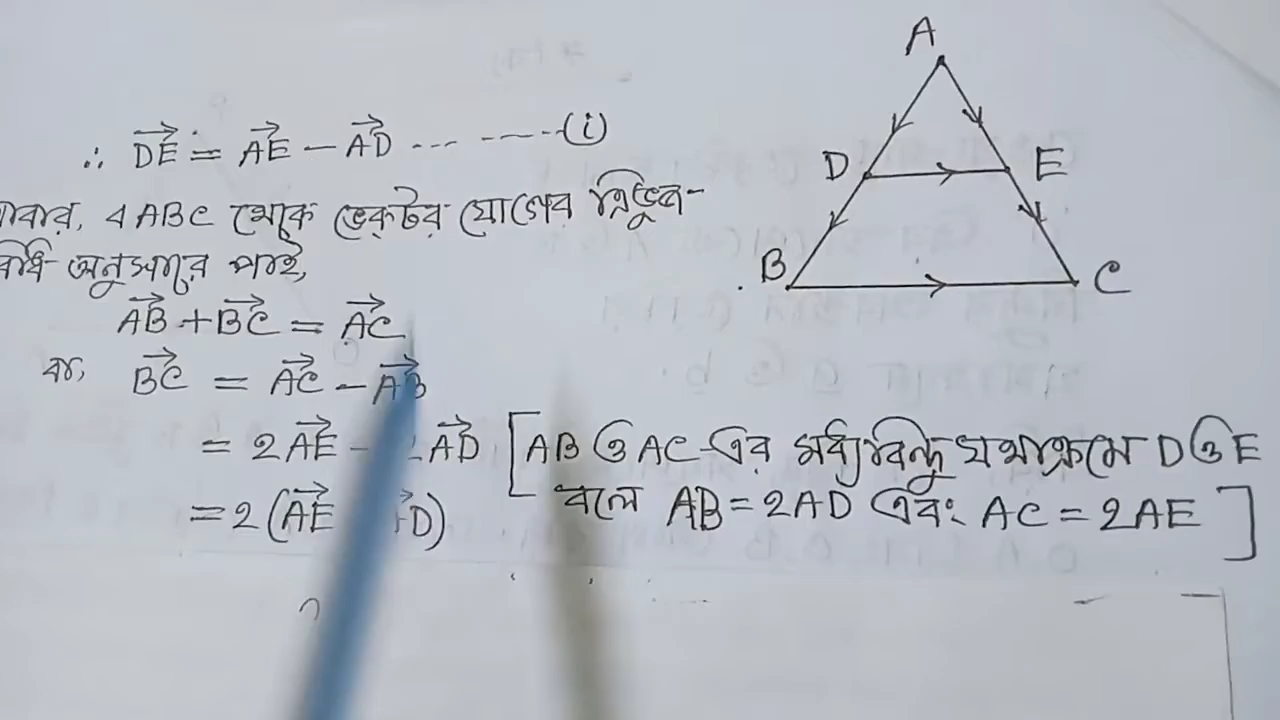 ∴ DE⃗ = AE⃗ − AD⃗ ... ------(i)
ABC থেকে ভেক্টর যোগের ত্রিভুজ-
বিধি অনুসারে পাই,
AB⃗ + BC⃗ = AC⃗
বা, BC⃗ = AC⃗ − AB⃗
= 2AE⃗ − 2AD⃗ [AB ও AC-এর মধ্যবিন্দু যথাক্রমে D ও E
বলে AB = 2AD এবং AC = 2AE]
= 2(AE⃗ AD⃗)
A
D
E
B
C